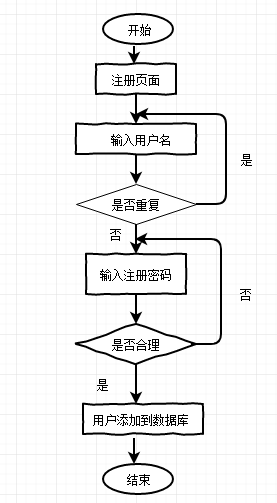 开始
注册页面
输入用户名
是
是否重复
否
输入注册密码
否
是否合理
是
用户添加到数据库
结束